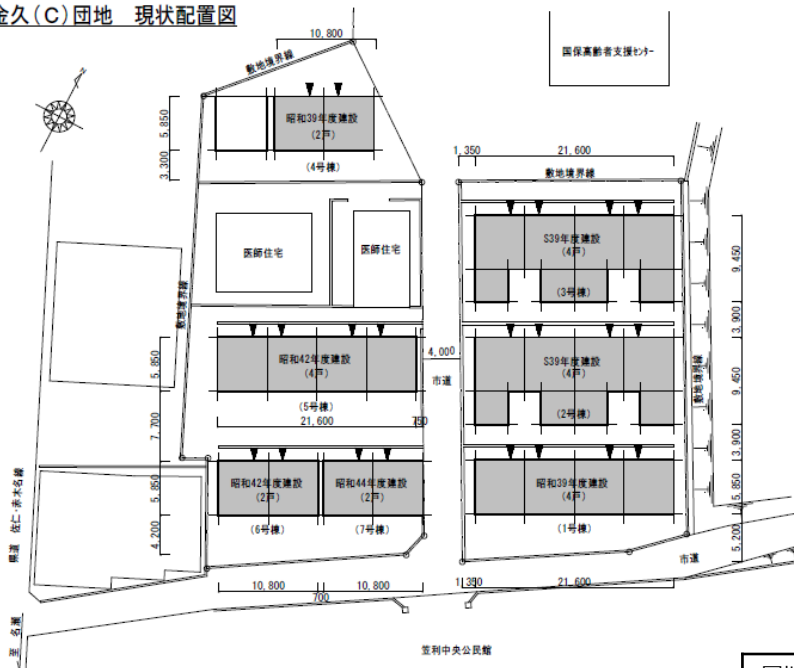 金久(C)団地 現状配置図
10,800
国保高齢者支援ｾﾝﾀｰ
敷地境界線
N
昭和39年度建設
(2戸)
(4号棟)
5,850
3,300
1,350
21,600
敷地境界線
医師住宅
医師住宅
S39年度建設
(4戸)
(3号棟)
9,450
敷地境界線
3,900
昭和42年度建設
(4戸)
(5号棟)
21,600
750
5,850
7,700
4,000
市道
S39年度建設
(4戸)
(2号棟)
9,450
敷地境界線
3,900
昭和42年度建設
(2戸)
(6号棟)
昭和44年度建設
(2戸)
(7号棟)
5,850
4,200
昭和39年度建設
(4戸)
(1号棟)
5,850
5,200
県道 佐仁・赤木名線
市道
10,800
10,800
700
1,350
21,600
至 名瀬
笠利中央公民館